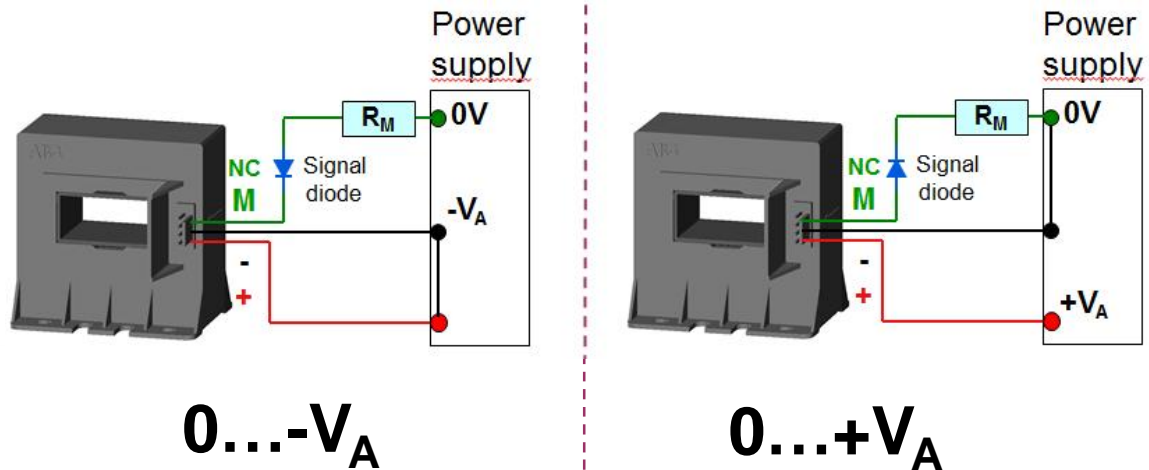 Power
supply
0V
R_M
NC
M
Signal
diode
-V_A
-
+
0...-V_A
Power
supply
0V
R_M
NC
M
Signal
diode
-
+
+V_A
0...+V_A